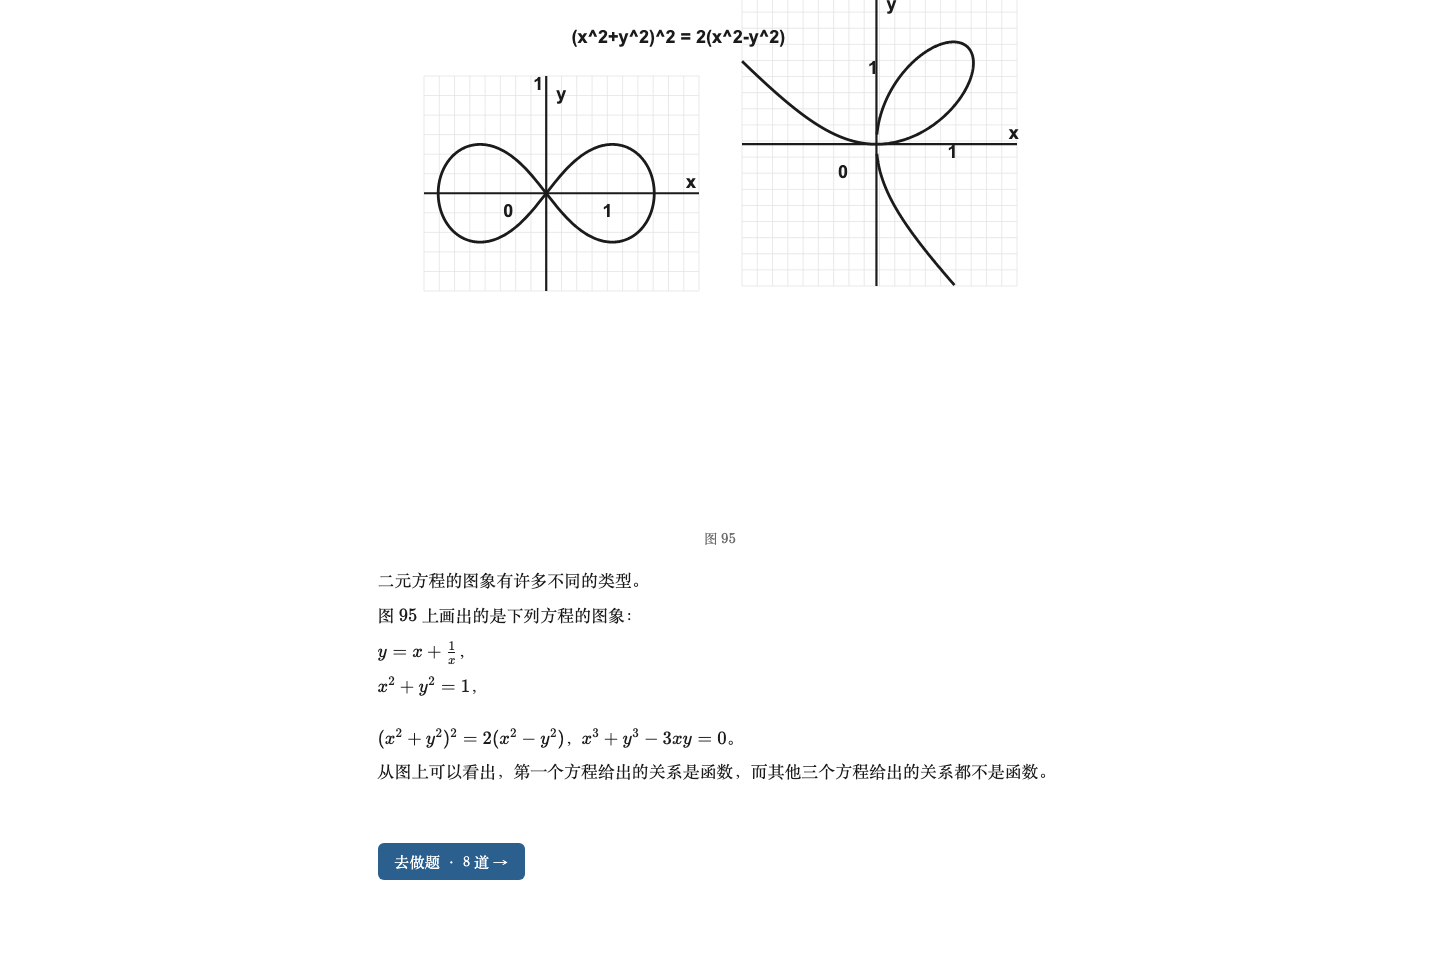 y
(x^2+y^2)^2 = 2(x^2-y^2)
1
1
y
x
1
x
0
0
1
图 95
二元方程的图象有许多不同的类型。
图 95 上画出的是下列方程的图象：
y = x + 1/x,
x² + y² = 1,
(x² + y²)² = 2(x² − y²), x³ + y³ − 3xy = 0。
从图上可以看出，第一个方程给出的关系是函数，而其他三个方程给出的关系都不是函数。
去做题 · 8 道 →